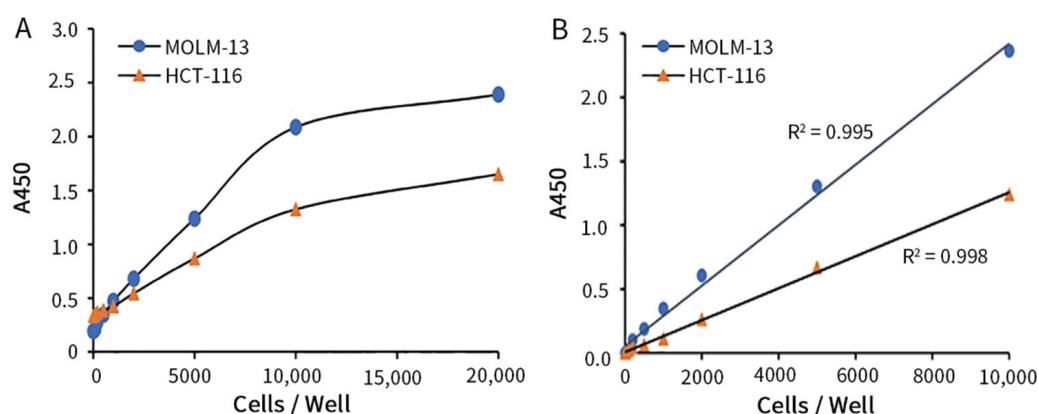 A
MOLM-13
HCT-116
3.0
2.5
2.0
1.5
1.0
0.5
0
A450
0
5000
10,000
15,000
20,000
Cells / Well
B
MOLM-13
HCT-116
2.5
2.0
1.5
1.0
0.5
0.0
A450
R² = 0.995
R² = 0.998
0
2000
4000
6000
8000
10,000
Cells / Well